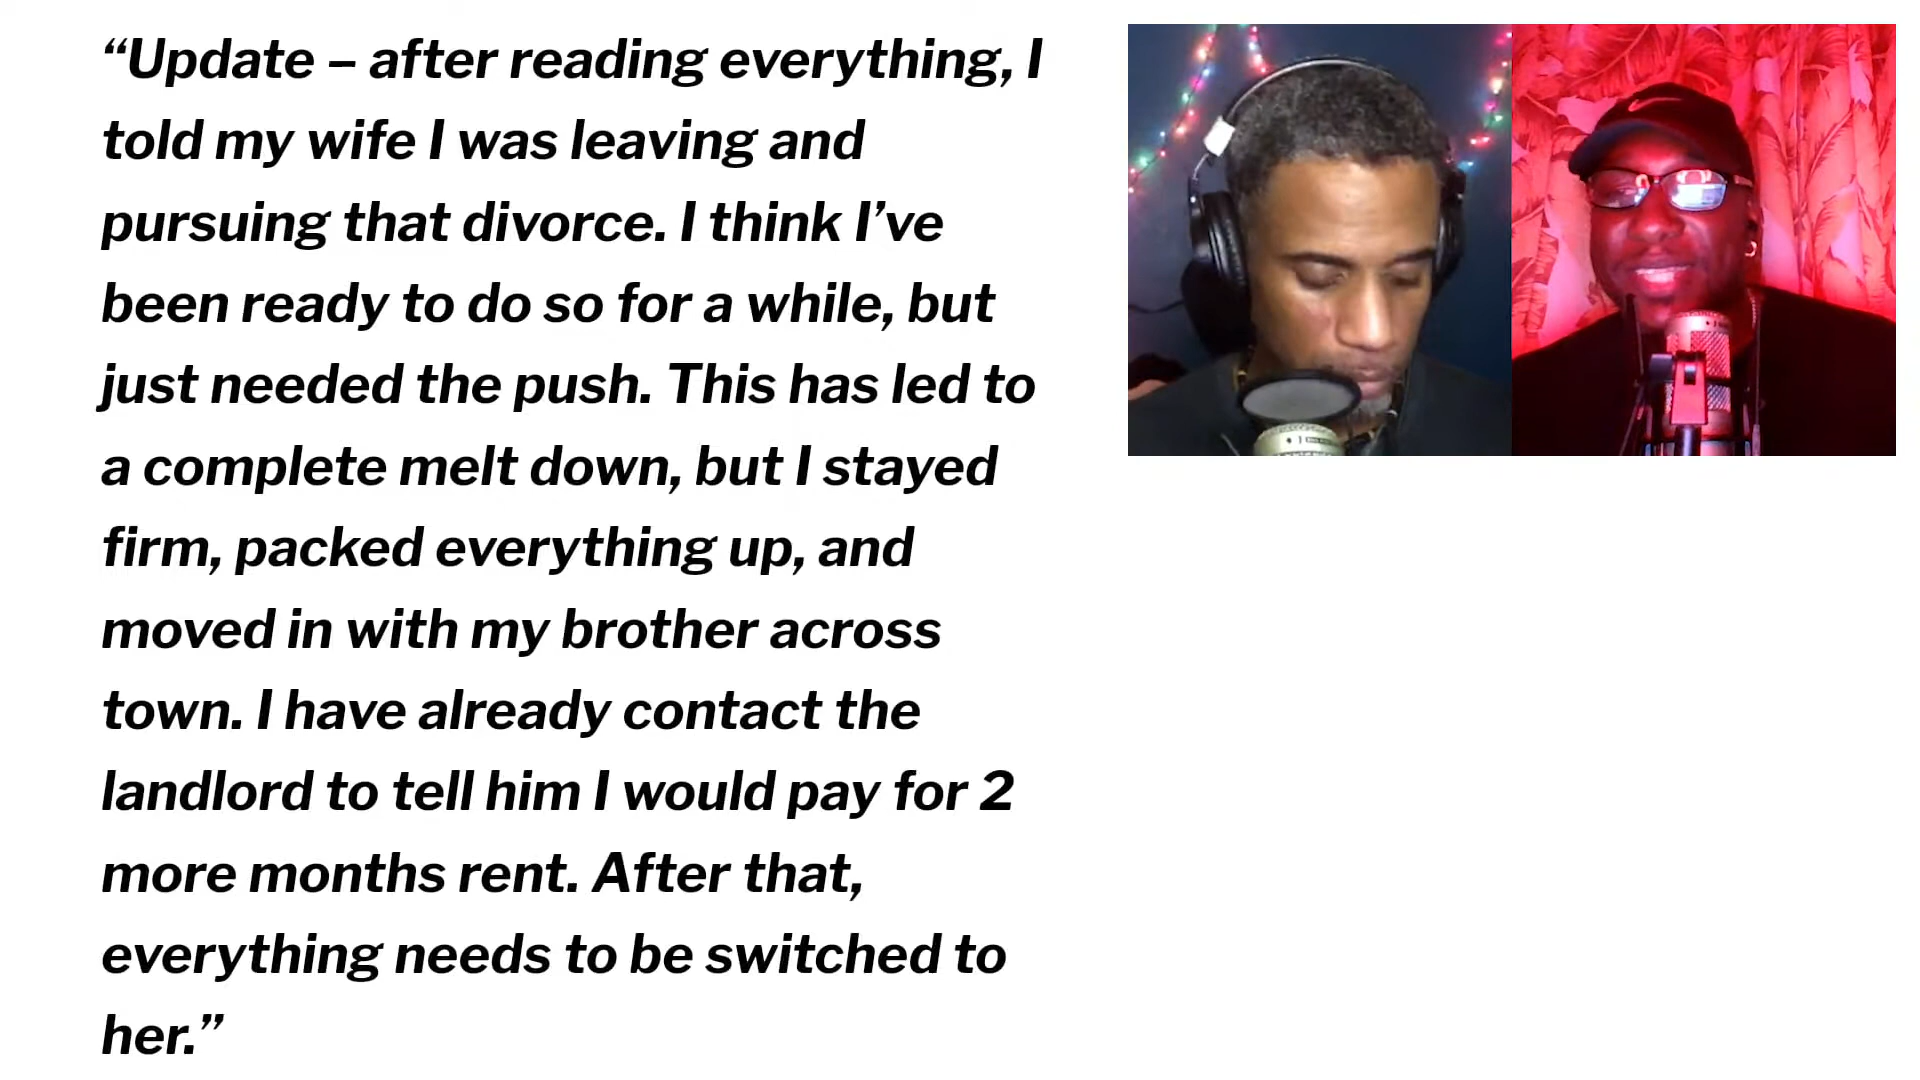 “Update – after reading everything, I
told my wife I was leaving and
pursuing that divorce. I think I’ve
been ready to do so for a while, but
just needed the push. This has led to
a complete melt down, but I stayed
firm, packed everything up, and
moved in with my brother across
town. I have already contact the
landlord to tell him I would pay for 2
more months rent. After that,
everything needs to be switched to
her.”